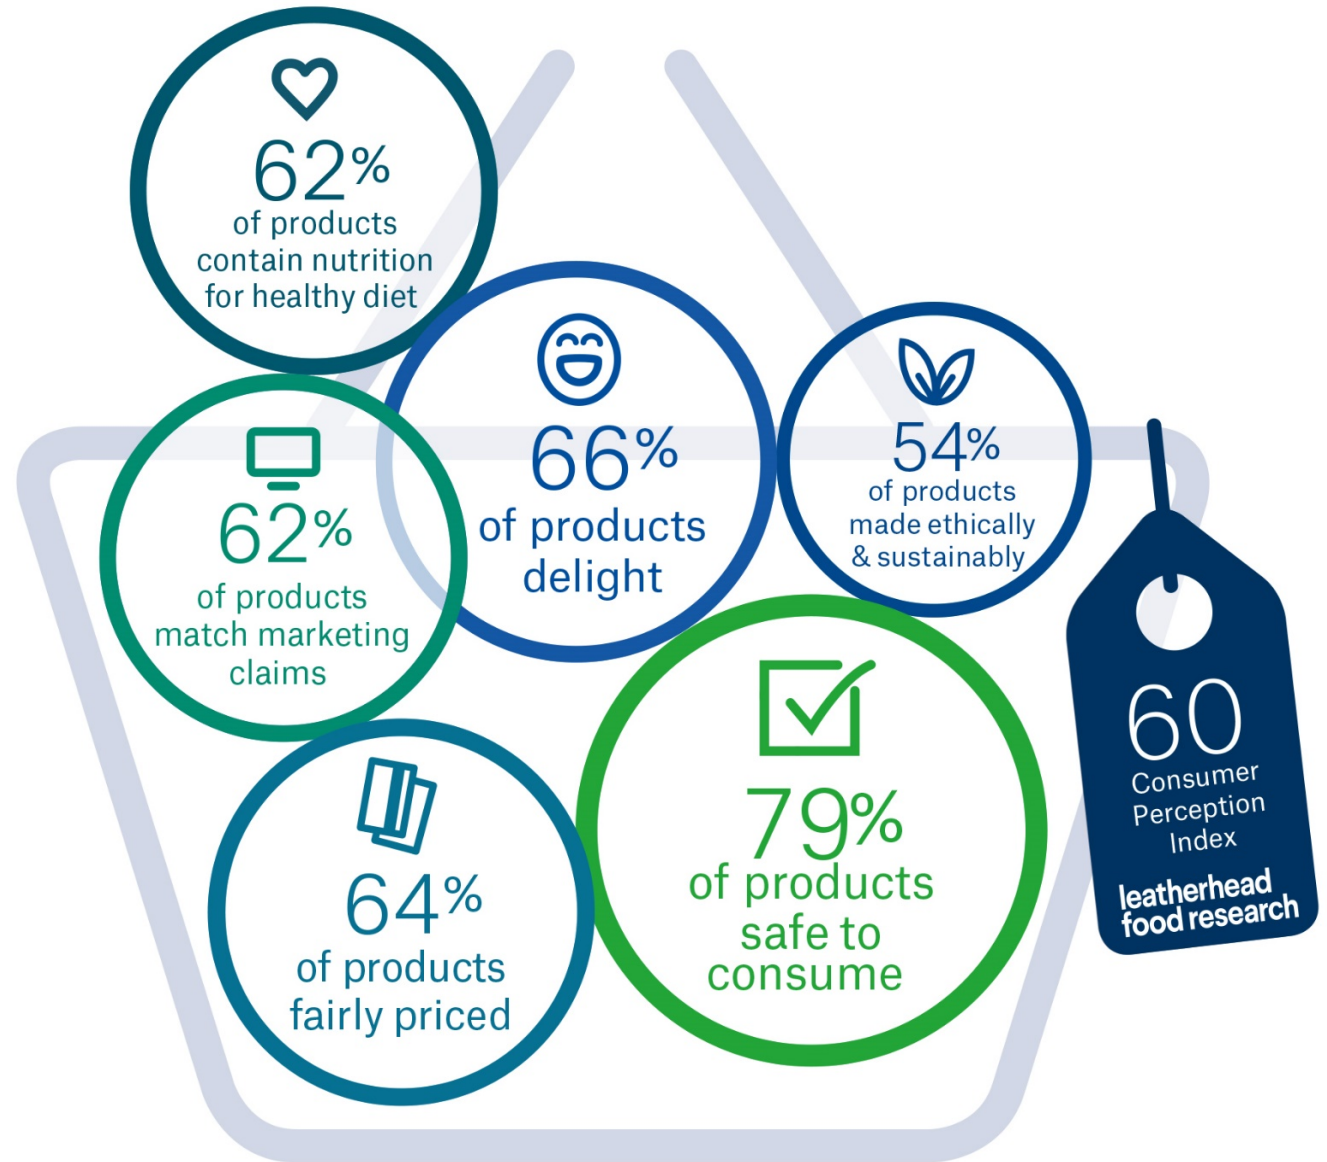 62%
of products
contain nutrition
for healthy diet
66%
of products
delight
54%
of products
made ethically
& sustainably
62%
of products
match marketing
claims
79%
of products
safe to
consume
64%
of products
fairly priced
60
Consumer
Perception
Index
leatherhead
food research